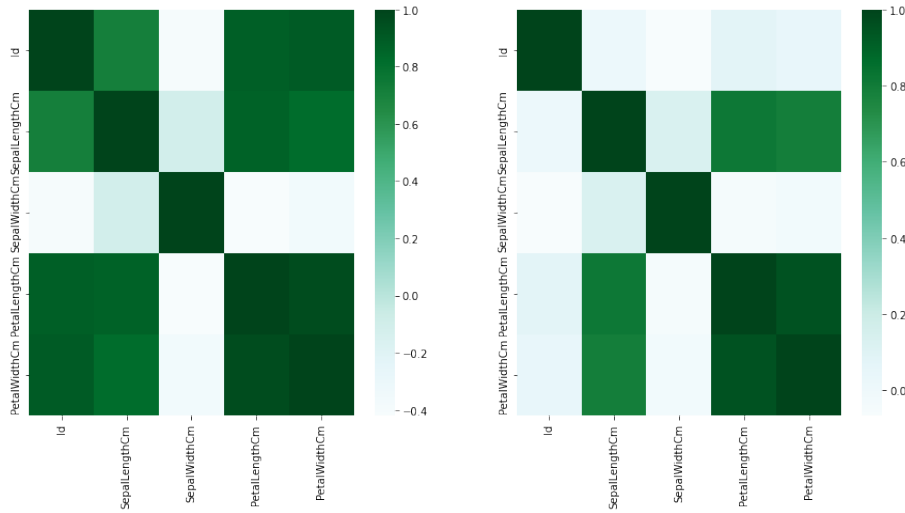 Id
SepalLengthCm
SepalWidthCm
PetalLengthCm
PetalWidthCm
Id
SepalLengthCm
SepalWidthCm
PetalLengthCm
PetalWidthCm
1.0
0.8
0.6
0.4
0.2
0.0
−0.2
−0.4
Id
SepalLengthCm
SepalWidthCm
PetalLengthCm
PetalWidthCm
Id
SepalLengthCm
SepalWidthCm
PetalLengthCm
PetalWidthCm
1.0
0.8
0.6
0.4
0.2
0.0